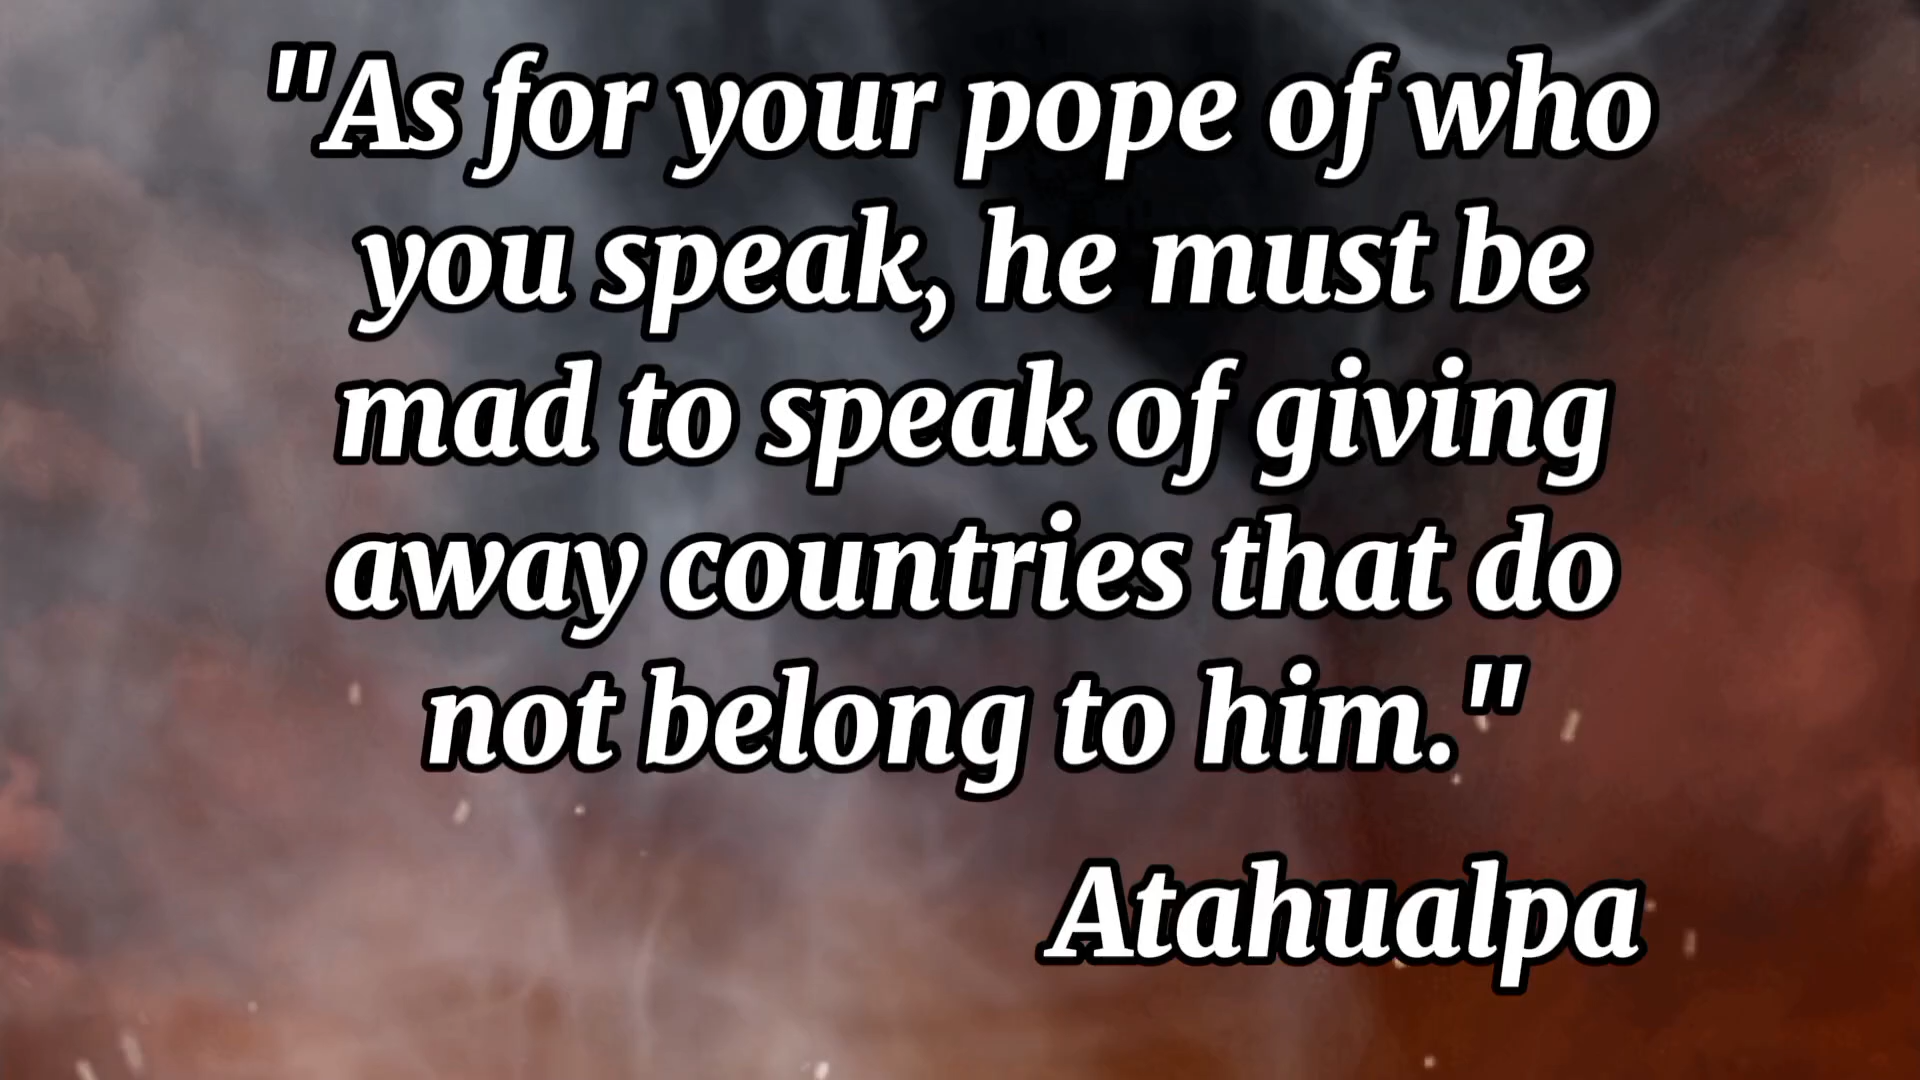 "As for your pope of who
you speak, he must be
mad to speak of giving
away countries that do
not belong to him."
Atahualpa